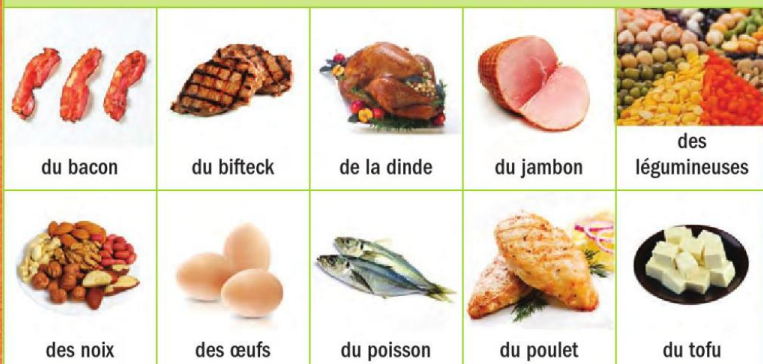 du bacon
du bifteck
de la dinde
du jambon
des
légumineuses
des noix
des œufs
du poisson
du poulet
du tofu